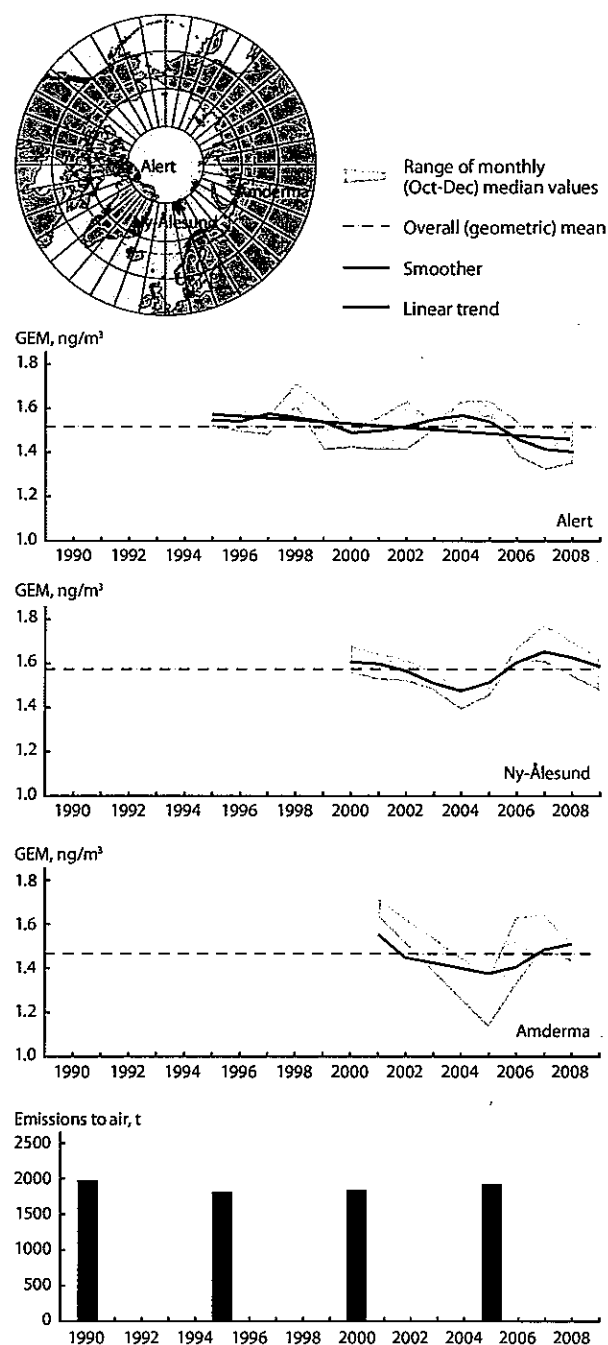 Alert
Amderma
Ny-Ålesund
Range of monthly
(Oct-Dec) median values
Overall (geometric) mean
Smoother
Linear trend
GEM, ng/m³
1.8
1.6
1.4
1.2
1.0
Alert
1990 1992 1994 1996 1998 2000 2002 2004 2006 2008
GEM, ng/m³
1.8
1.6
1.4
1.2
1.0
Ny-Ålesund
1990 1992 1994 1996 1998 2000 2002 2004 2006 2008
GEM, ng/m³
1.8
1.6
1.4
1.2
1.0
Amderma
1990 1992 1994 1996 1998 2000 2002 2004 2006 2008
Emissions to air, t
2500
2000
1500
1000
500
0
1990 1992 1994 1996 1998 2000 2002 2004 2006 2008